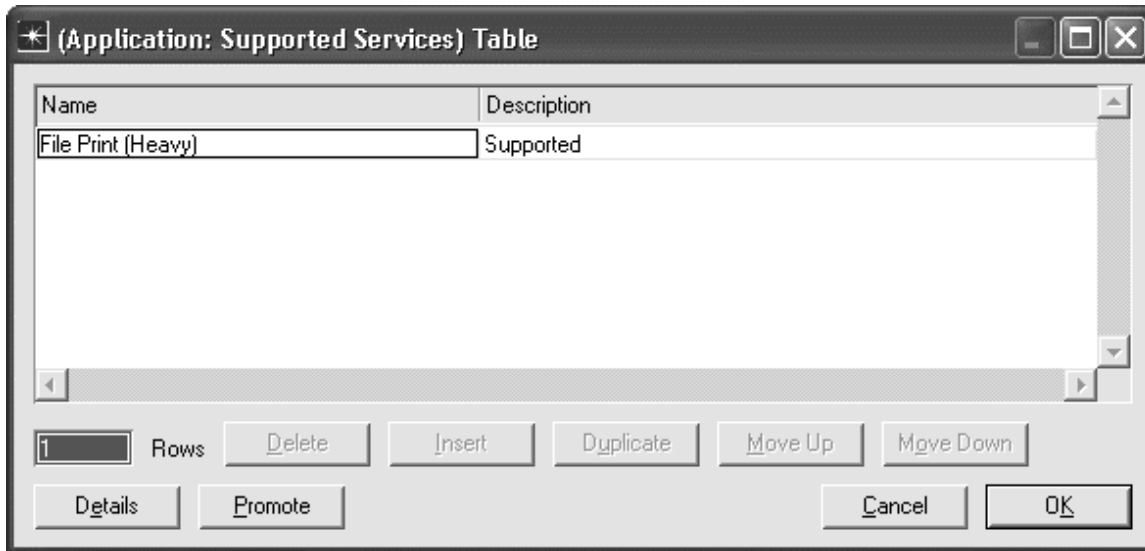 (Application: Supported Services) Table
Name Description
File Print (Heavy) Supported
1 Rows Delete Insert Duplicate Move Up Move Down
Details Promote Cancel OK